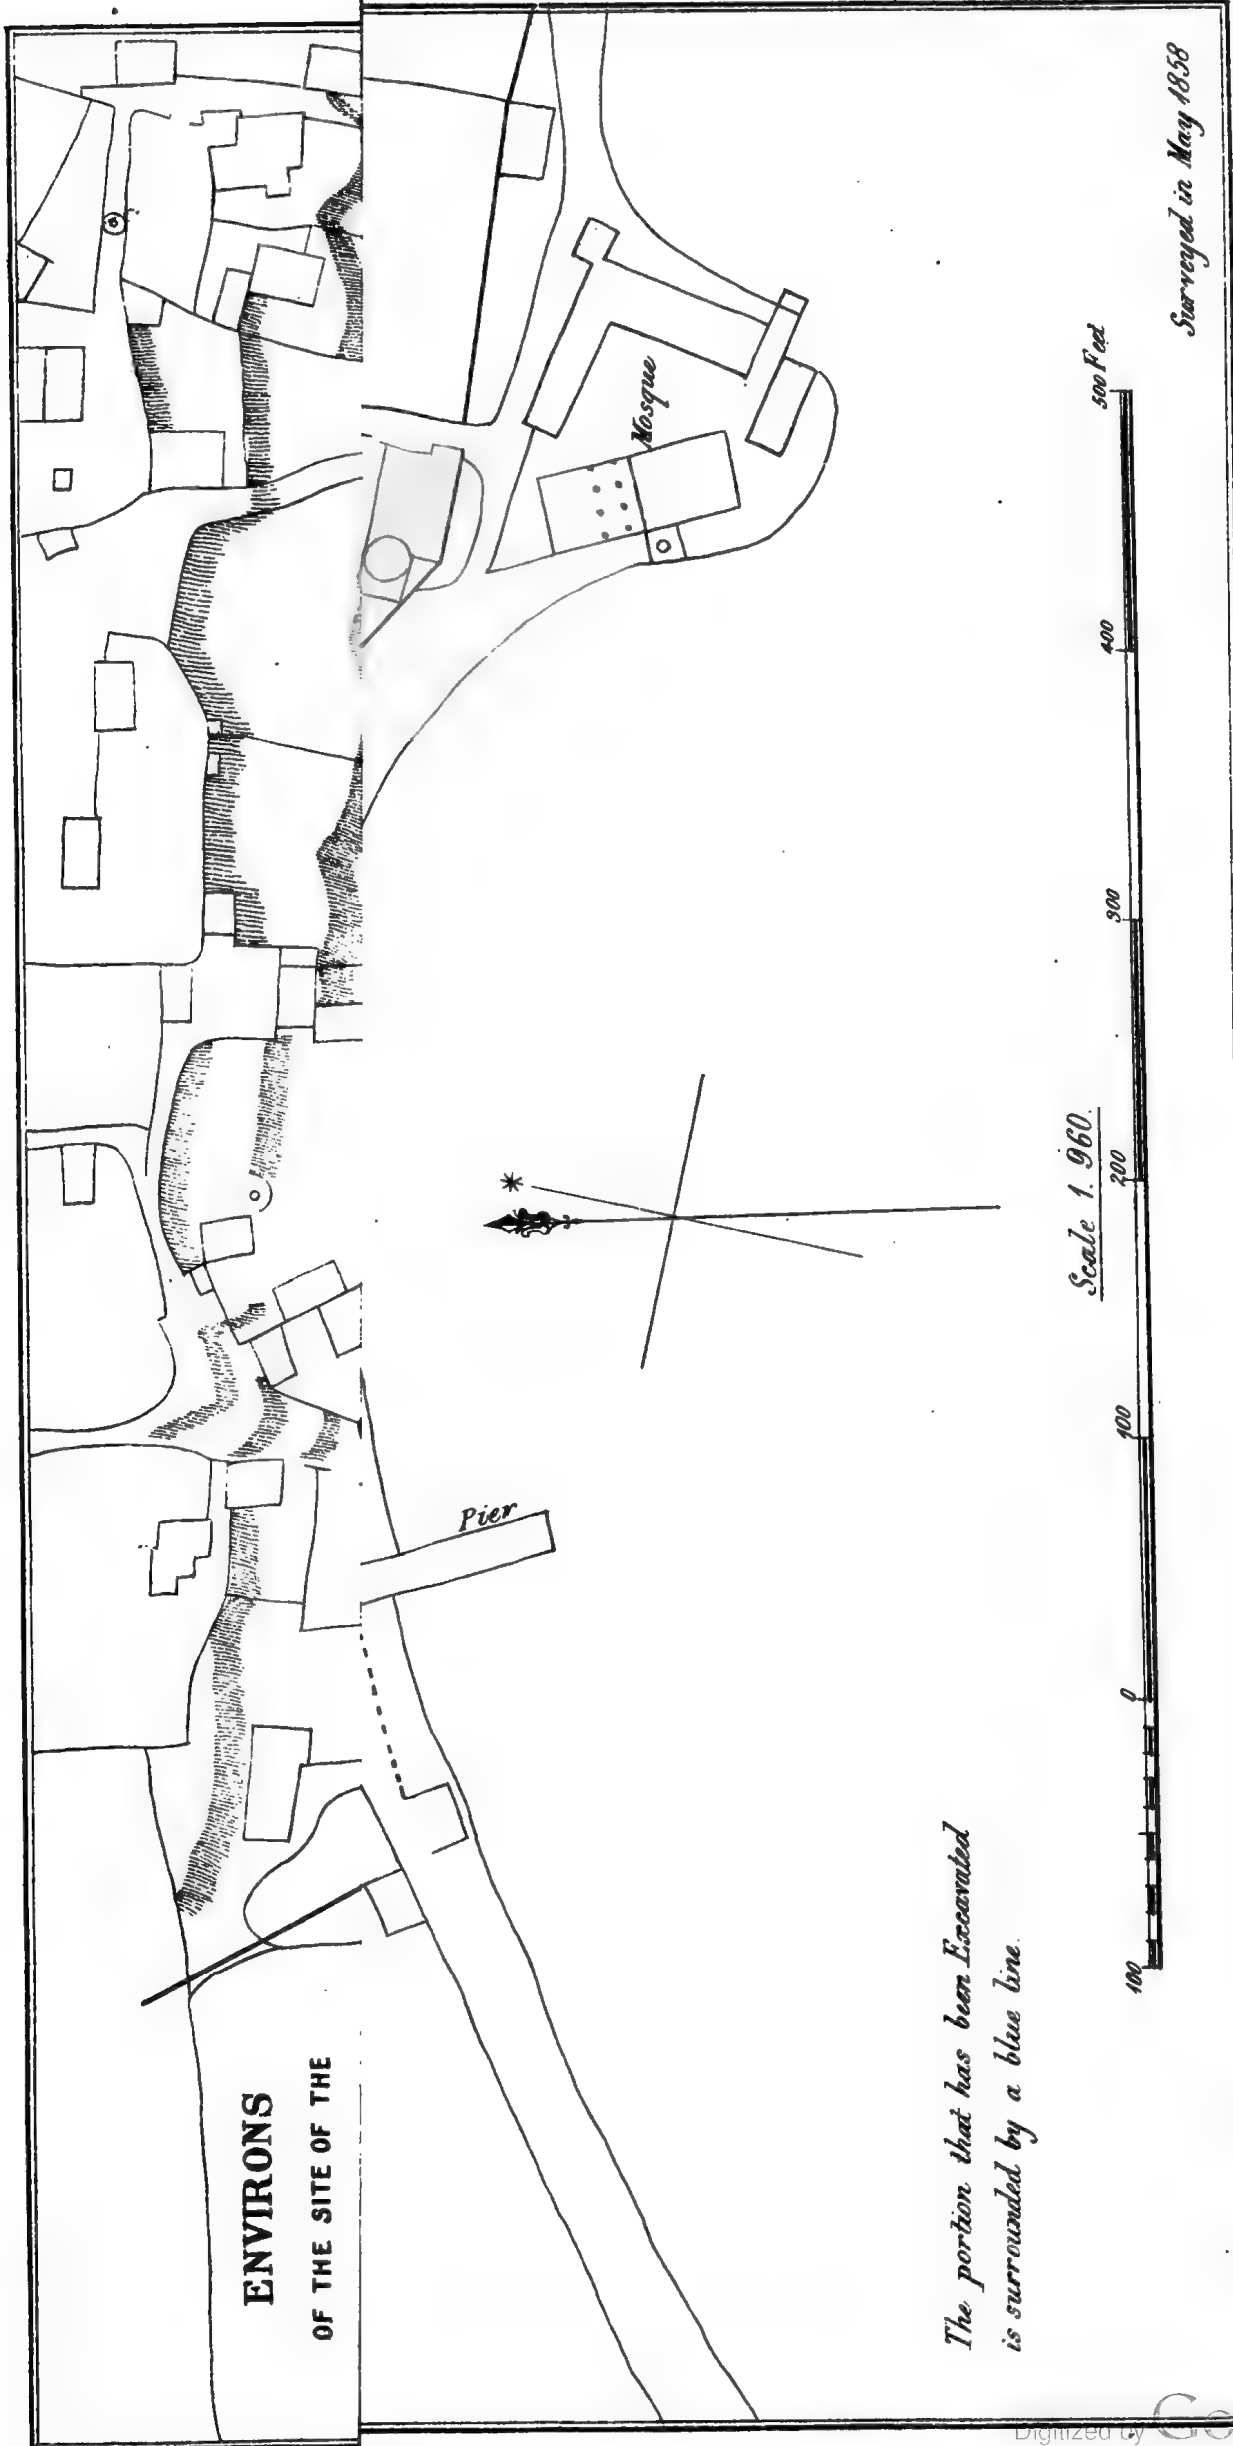 ENVIRONS
OF THE SITE OF THE
Pier
Mosque
The portion that has been Excavated
is surrounded by a blue line.
Scale 1. 960.
100
0
100
200
300
400
500 Feet
Surveyed in May 1858
Digitized by